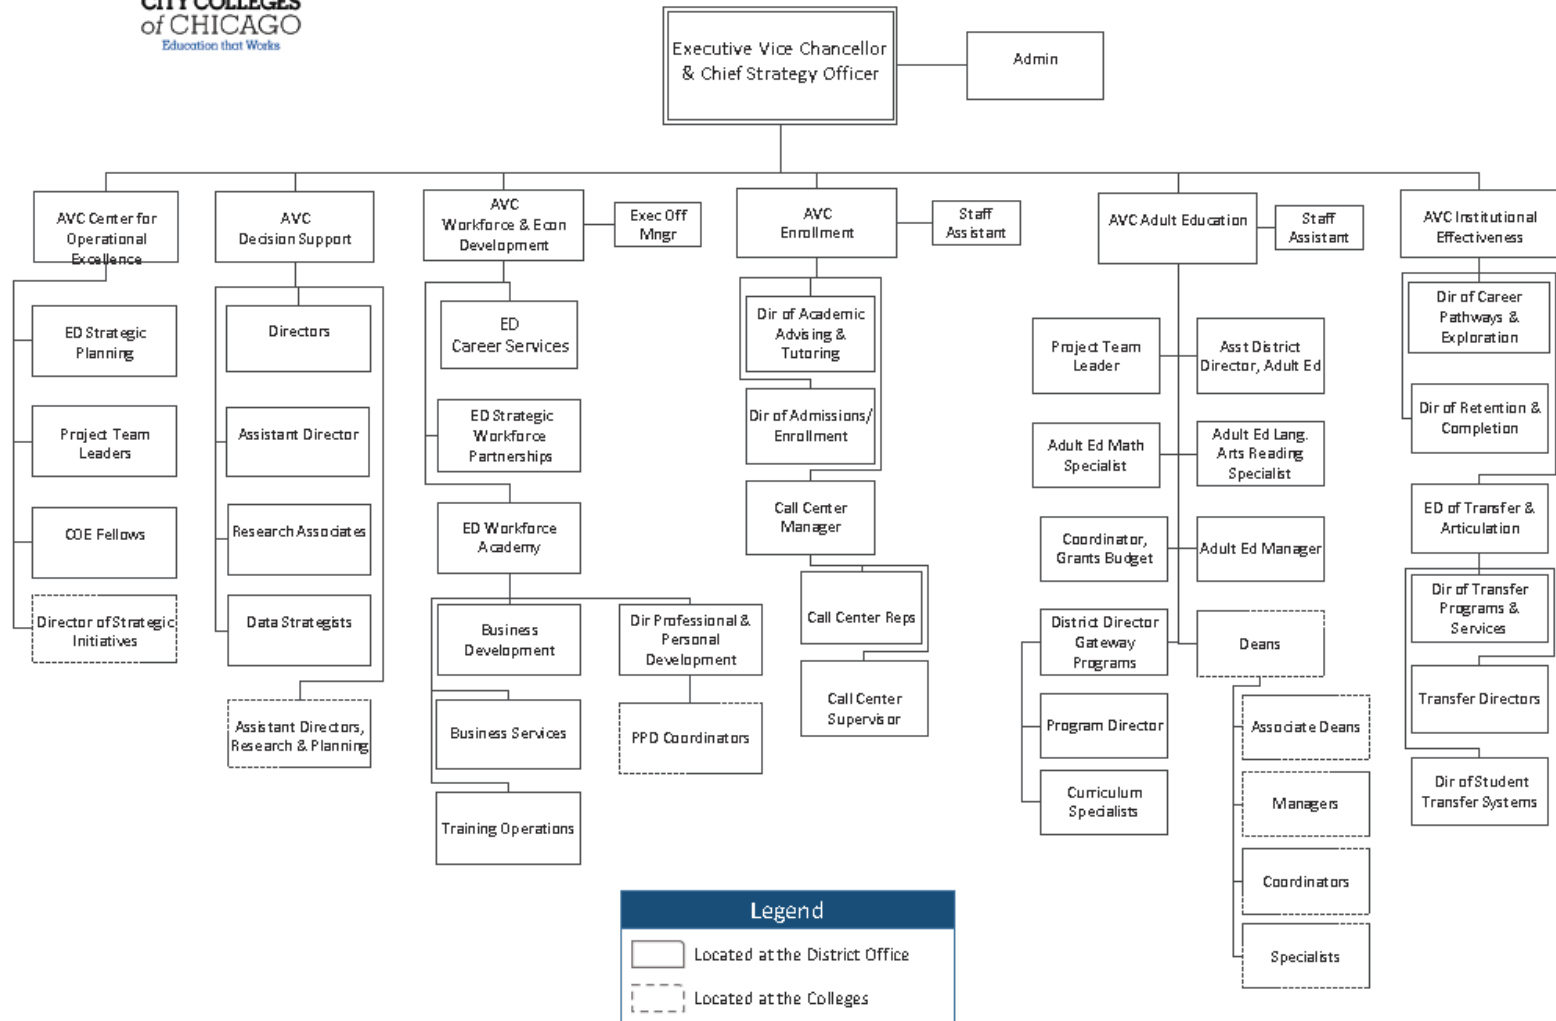 CITY COLLEGES
of CHICAGO
Education that Works
Executive Vice Chancellor
& Chief Strategy Officer
Admin
AVC Center for
Operational
Excellence
AVC
Decision Support
AVC
Workforce & Econ
Development
Exec Off
Mngr
AVC
Enrollment
Staff
Assistant
AVC Adult Education
Staff
Assistant
AVC Institutional
Effectiveness
ED Strategic
Planning
Project Team
Leaders
COE Fellows
Director of Strategic
Initiatives
Directors
Assistant Director
Research Associates
Data Strategists
Assistant Directors,
Research & Planning
ED
Career Services
ED Strategic
Workforce
Partnerships
ED Workforce
Academy
Business
Development
Dir Professional &
Personal
Development
Business Services
PPD Coordinators
Training Operations
Dir of Academic
Advising &
Tutoring
Dir of Admissions/
Enrollment
Call Center
Manager
Call Center Reps
Call Center
Supervisor
Project Team
Leader
Asst District
Director, Adult Ed
Adult Ed Math
Specialist
Adult Ed Lang.
Arts Reading
Specialist
Coordinator,
Grants Budget
Adult Ed Manager
District Director
Gateway
Programs
Deans
Program Director
Curriculum
Specialists
Associate Deans
Managers
Coordinators
Specialists
Dir of Career
Pathways &
Exploration
Dir of Retention &
Completion
ED of Transfer &
Articulation
Dir of Transfer
Programs &
Services
Transfer Directors
Dir of Student
Transfer Systems
Legend
Located at the District Office
Located at the Colleges